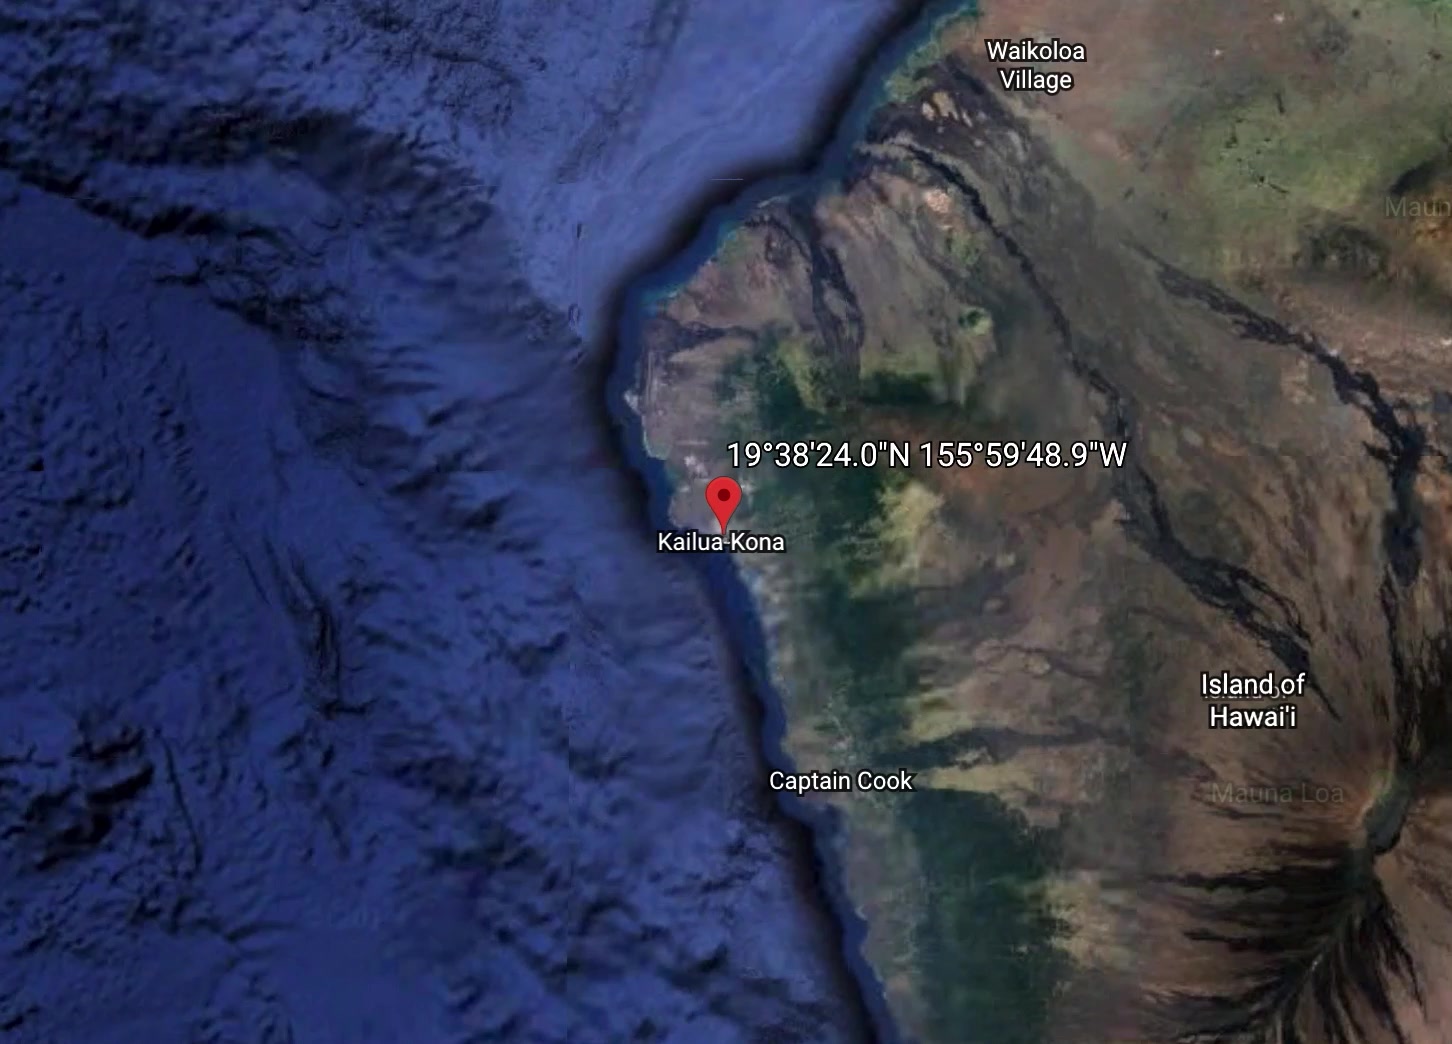 Waikoloa
Village
19°38'24.0"N 155°59'48.9"W
Kailua-Kona
Island of
Hawai'i
Captain Cook
Mauna Loa